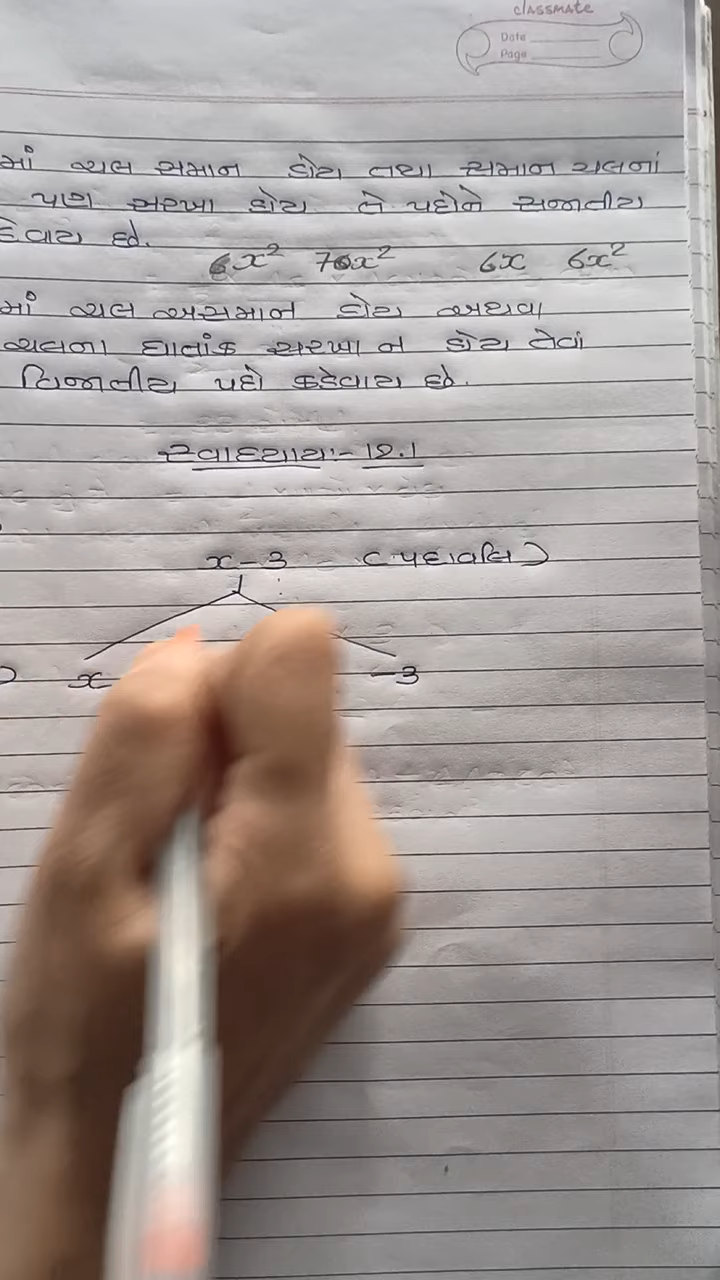 classmate
Date
Page
માં ચલ સમાન હોય તથા સમાન ચલનાં
પણ સરખા હોય તે પદોને સજાતીય
કહેવાય છે.
6x² 70x² 6x 6x²
માં ચલ અસમાન હોય અથવા
ચલના ઘાતાંક સરખા ન હોય તેવાં
વિજાતીય પદો કહેવાય છે.
સ્વાધ્યાય:- 12.1
x-3 (પદાવલિ)
x -3